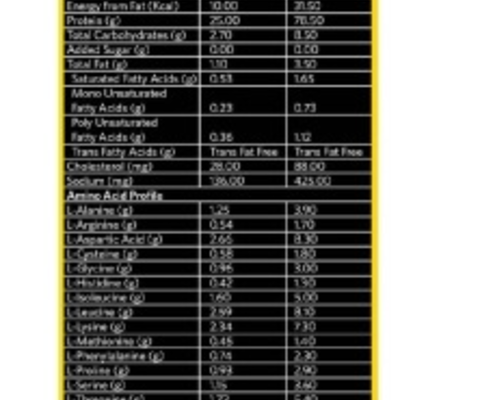 Energy from Fat (Kcal) 10.00 31.50
Protein (g) 25.00 78.50
Total Carbohydrates (g) 2.70 8.50
Added Sugar (g) 0.00 0.00
Total Fat (g) 1.10 3.50
Saturated Fatty Acids (g) 0.53 1.65
Mono Unsaturated
Fatty Acids (g) 0.23 0.73
Poly Unsaturated
Fatty Acids (g) 0.36 1.12
Trans Fatty Acids (g) Trans Fat Free Trans Fat Free
Cholesterol (mg) 28.00 88.00
Sodium (mg) 136.00 425.00
Amino Acid Profile
L-Alanine (g) 1.25 3.90
L-Arginine (g) 0.54 1.70
L-Aspartic Acid (g) 2.66 8.30
L-Cysteine (g) 0.58 1.80
L-Glycine (g) 0.96 3.00
L-Histidine (g) 0.42 1.30
L-Isoleucine (g) 1.60 5.00
L-Leucine (g) 2.59 8.10
L-Lysine (g) 2.34 7.30
L-Methionine (g) 0.45 1.40
L-Phenylalanine (g) 0.74 2.30
L-Proline (g) 0.93 2.90
L-Serine (g) 1.15 3.60
L-Threonine (g)